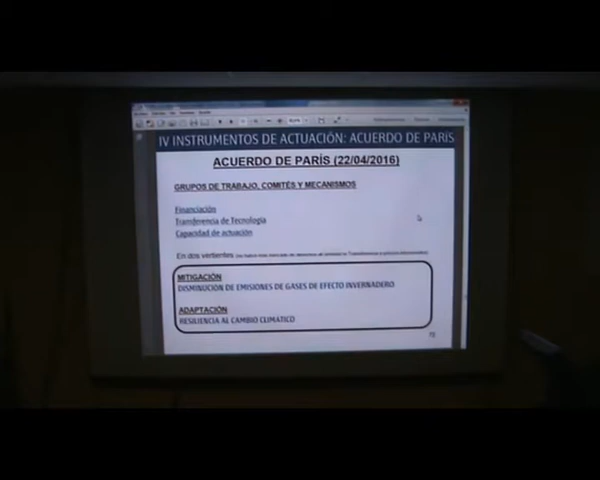 IV INSTRUMENTOS DE ACTUACIÓN: ACUERDO DE PARÍS
ACUERDO DE PARÍS (22/04/2016)
GRUPOS DE TRABAJO, COMITÉS Y MECANISMOS
Financiación
Transferencia de Tecnología
Capacidad de actuación
En dos vertientes
MITIGACIÓN
DISMINUCIÓN DE EMISIONES DE GASES DE EFECTO INVERNADERO
ADAPTACIÓN
RESILIENCIA AL CAMBIO CLIMÁTICO